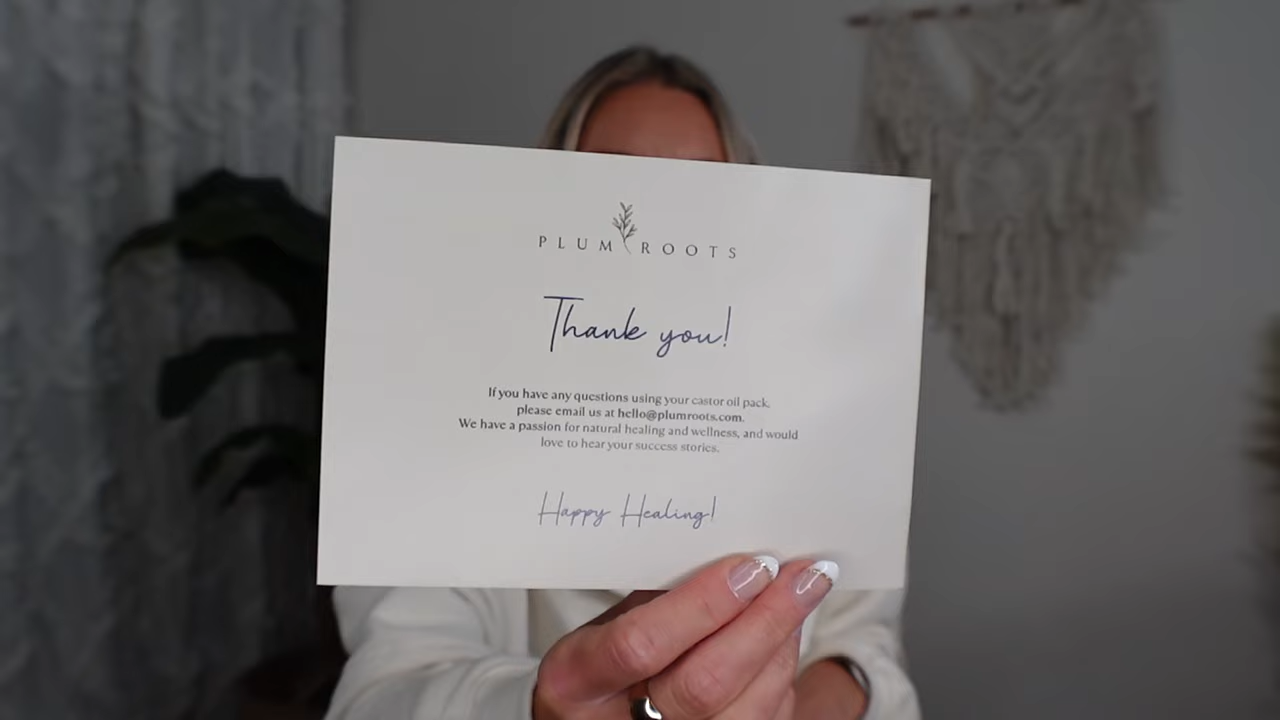 PLUM ROOTS
Thank you!
If you have any questions using your castor oil pack,
please email us at hello@plumroots.com.
We have a passion for natural healing and wellness, and would
love to hear your success stories.
Happy Healing!